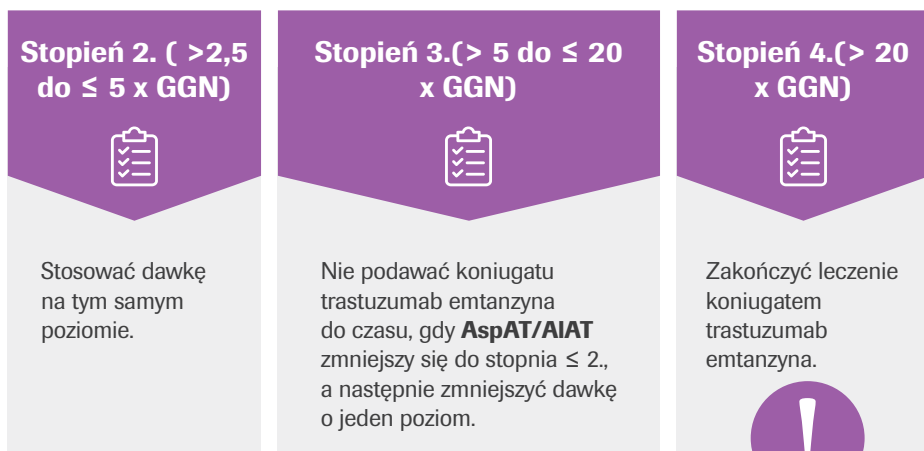 Stopień 2. ( >2,5
do ≤ 5 x GGN)
Stosować dawkę
na tym samym
poziomie.
Stopień 3.(> 5 do ≤ 20
x GGN)
Nie podawać koniugatu
trastuzumab emtanzyna
do czasu, gdy AspAT/AlAT
zmniejszy się do stopnia ≤ 2.,
a następnie zmniejszyć dawkę
o jeden poziom.
Stopień 4.(> 20
x GGN)
Zakończyć leczenie
koniugatem
trastuzumab
emtanzyna.
!